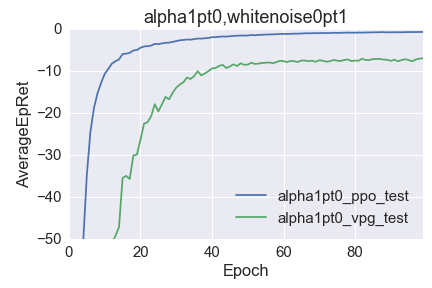 alpha1pt0,whitenoise0pt1
AverageEpRet
0
−10
−20
−30
−40
−50
0
20
40
60
80
Epoch
alpha1pt0_ppo_test
alpha1pt0_vpg_test